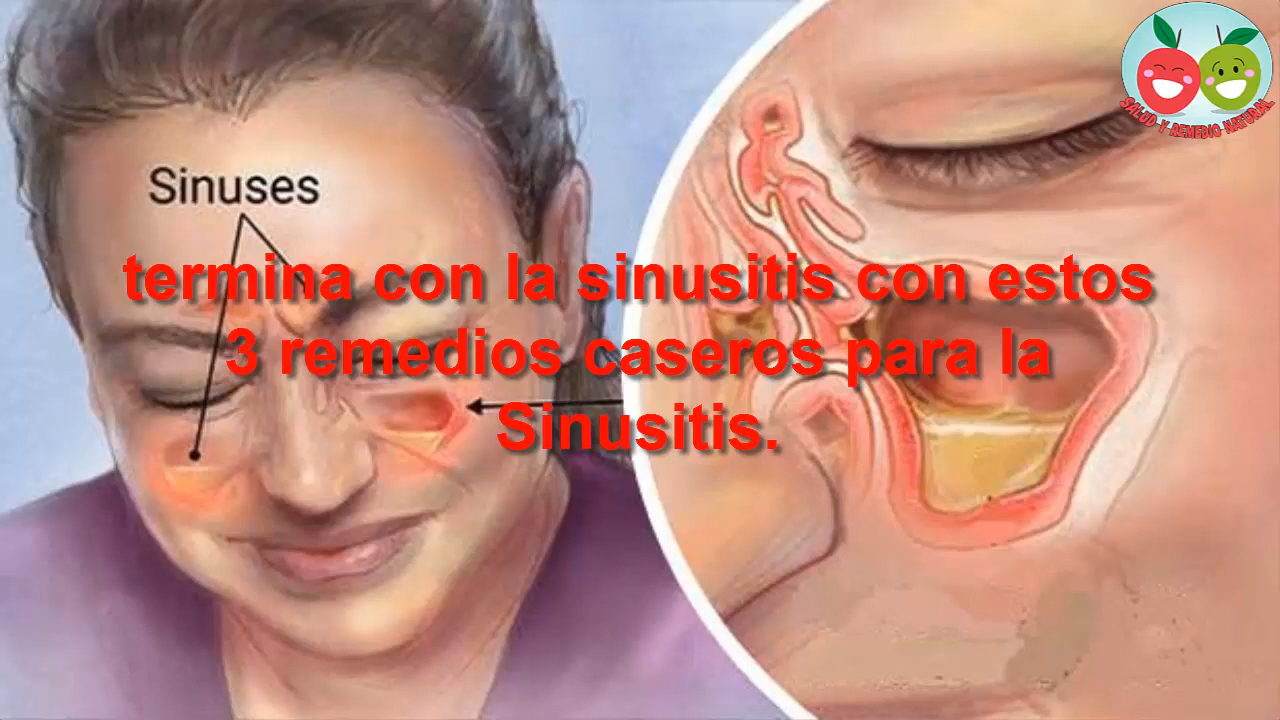 SALUD Y REMEDIO NATURAL
Sinuses
termina con la sinusitis con estos
3 remedios caseros para la
Sinusitis.